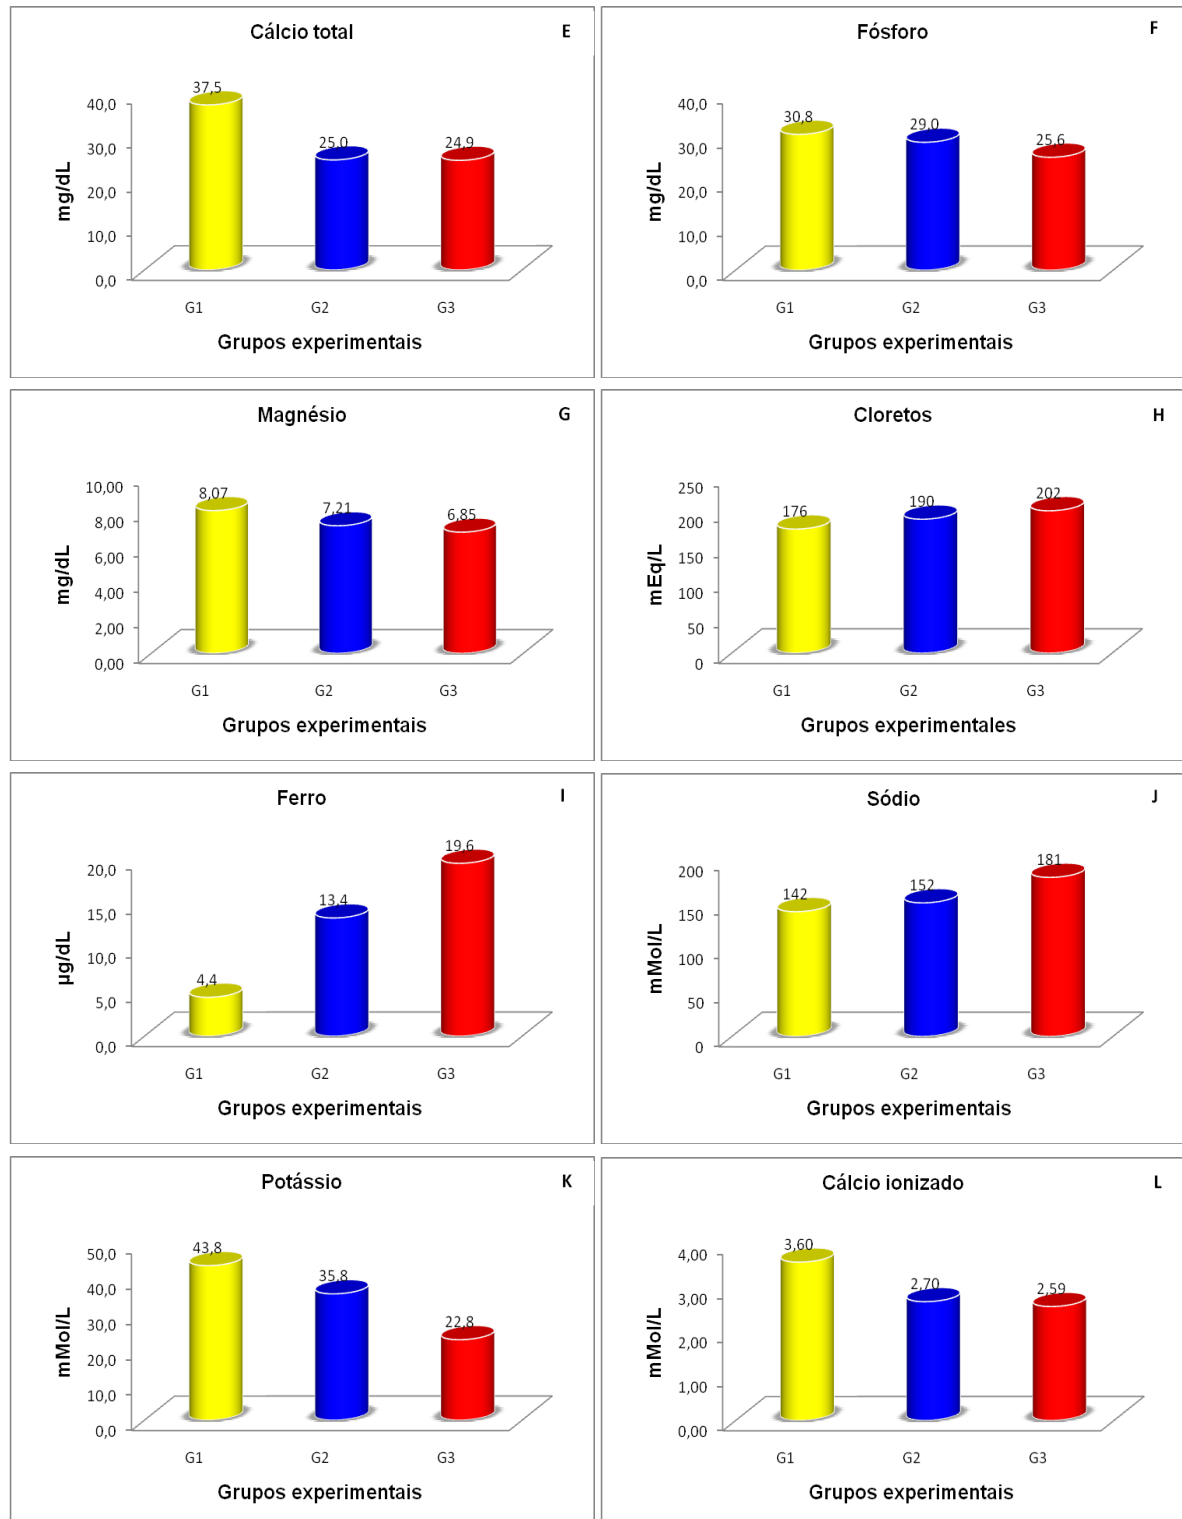 Cálcio total
E
mg/dL
40,0
30,0
20,0
10,0
0,0
37,5
25,0
24,9
G1
G2
G3
Grupos experimentais
Fósforo
F
mg/dL
40,0
30,0
20,0
10,0
0,0
30,8
29,0
25,6
G1
G2
G3
Grupos experimentais
Magnésio
G
mg/dL
10,00
8,00
6,00
4,00
2,00
0,00
8,07
7,21
6,85
G1
G2
G3
Grupos experimentais
Cloretos
H
mEq/L
250
200
150
100
50
0
176
190
202
G1
G2
G3
Grupos experimentales
Ferro
I
µg/dL
20,0
15,0
10,0
5,0
0,0
4,4
13,4
19,6
G1
G2
G3
Grupos experimentais
Sódio
J
mMol/L
200
150
100
50
0
142
152
181
G1
G2
G3
Grupos experimentais
Potássio
K
mMol/L
50,0
40,0
30,0
20,0
10,0
0,0
43,8
35,8
22,8
G1
G2
G3
Grupos experimentais
Cálcio ionizado
L
mMol/L
4,00
3,00
2,00
1,00
0,00
3,60
2,70
2,59
G1
G2
G3
Grupos experimentais